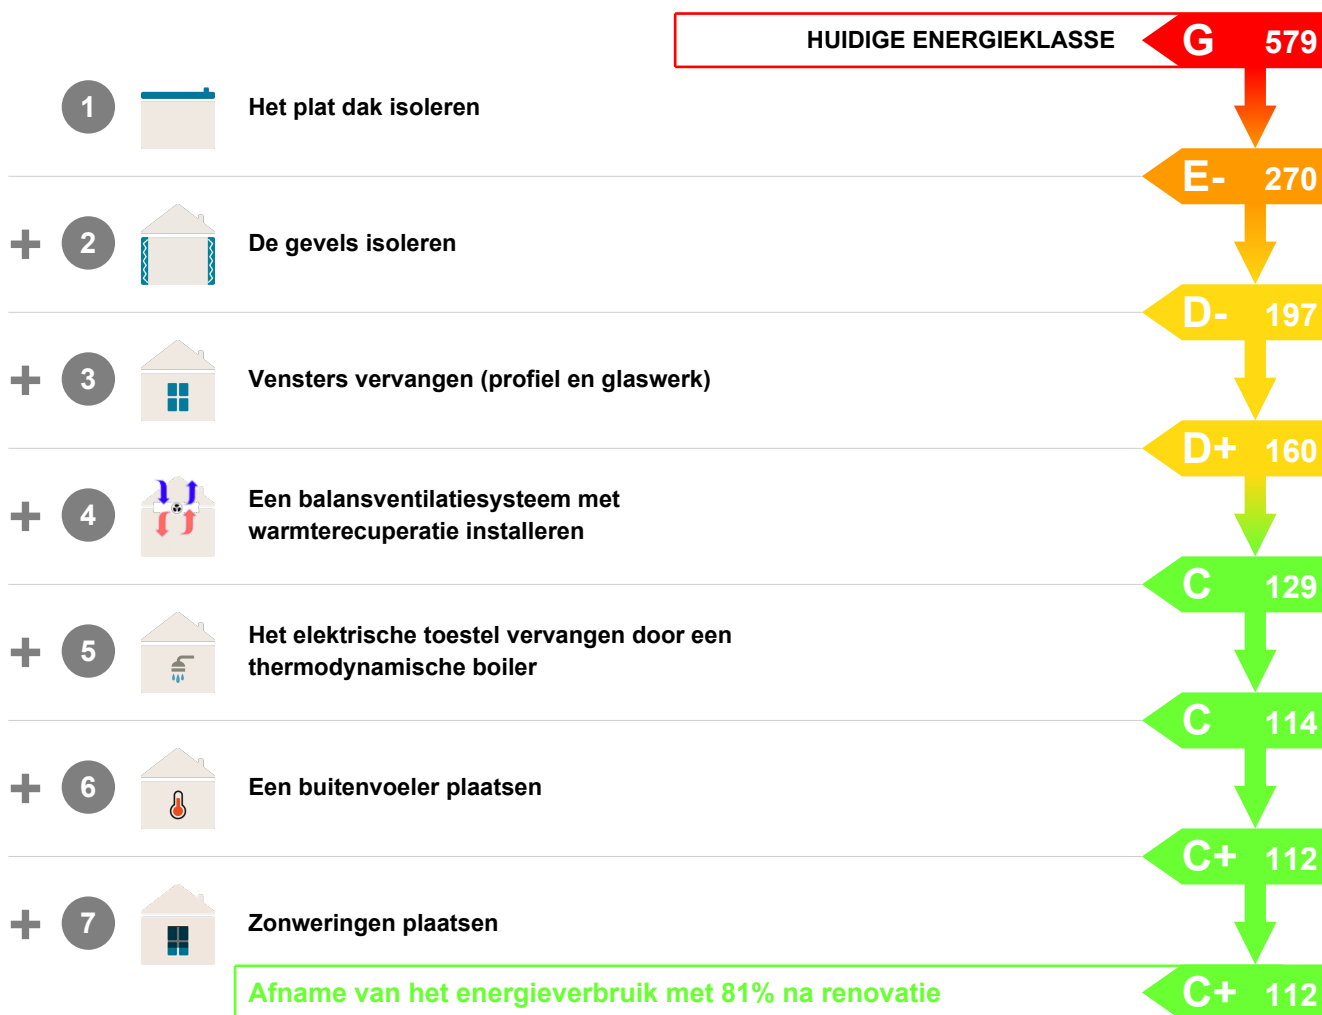 HUIDIGE ENERGIEKLASSE G 579
1 Het plat dak isoleren
E- 270
+ 2 De gevels isoleren
D- 197
+ 3 Vensters vervangen (profiel en glaswerk)
D+ 160
+ 4 Een balansventilatiesysteem met
warmterecuperatie installeren
C 129
+ 5 Het elektrische toestel vervangen door een
thermodynamische boiler
C 114
+ 6 Een buitenvoeler plaatsen
C+ 112
+ 7 Zonweringen plaatsen
Afname van het energieverbruik met 81% na renovatie C+ 112